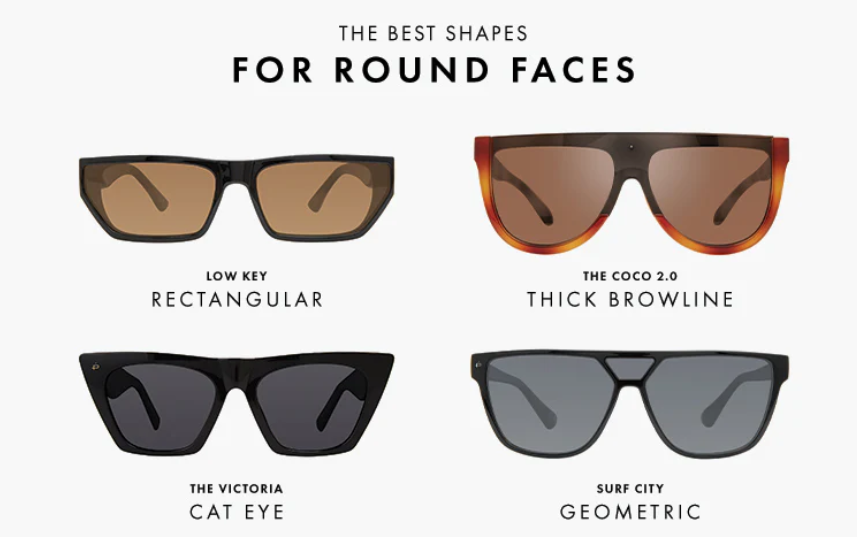 THE BEST SHAPES
FOR ROUND FACES
LOW KEY
RECTANGULAR
THE COCO 2.0
THICK BROWLINE
THE VICTORIA
CAT EYE
SURF CITY
GEOMETRIC